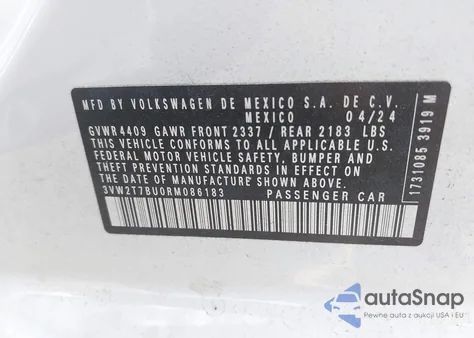 MFD BY VOLKSWAGEN DE MEXICO S.A. DE C.V.
MEXICO 04/24
GVWR 4409 GAWR FRONT 2337 / REAR 2183 LBS
THIS VEHICLE CONFORMS TO ALL APPLICABLE U.S.
FEDERAL MOTOR VEHICLE SAFETY, BUMPER AND
THEFT PREVENTION STANDARDS IN EFFECT ON THE
DATE OF MANUFACTURE SHOWN ABOVE.
3VW2T7BU0RM086183 PASSENGER CAR
1731085 3919 M
autoSnap
Pewne auta z aukcji USA i EU